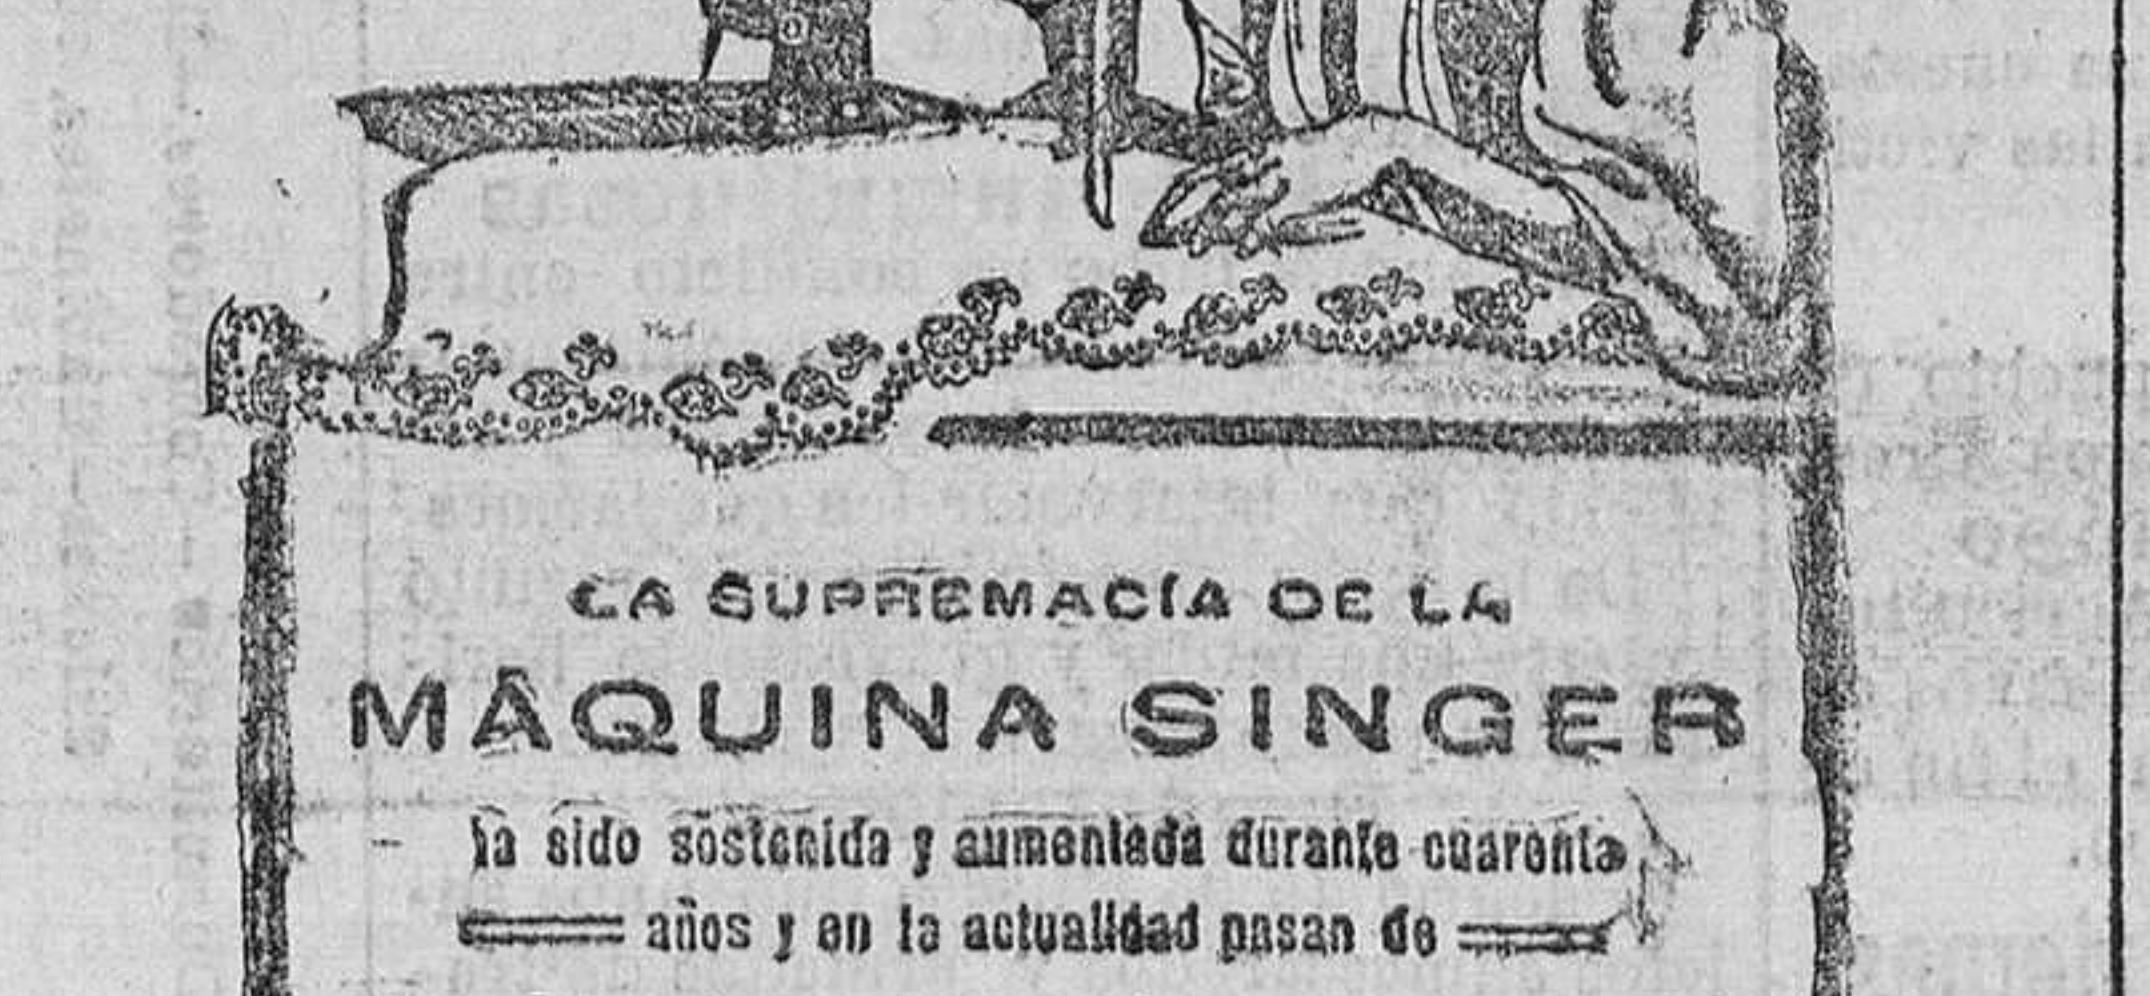 LA SUPREMACÍA DE LA
MÁQUINA SINGER
ha sido sostenida y aumentada durante cuarenta
años y en la actualidad pasan de